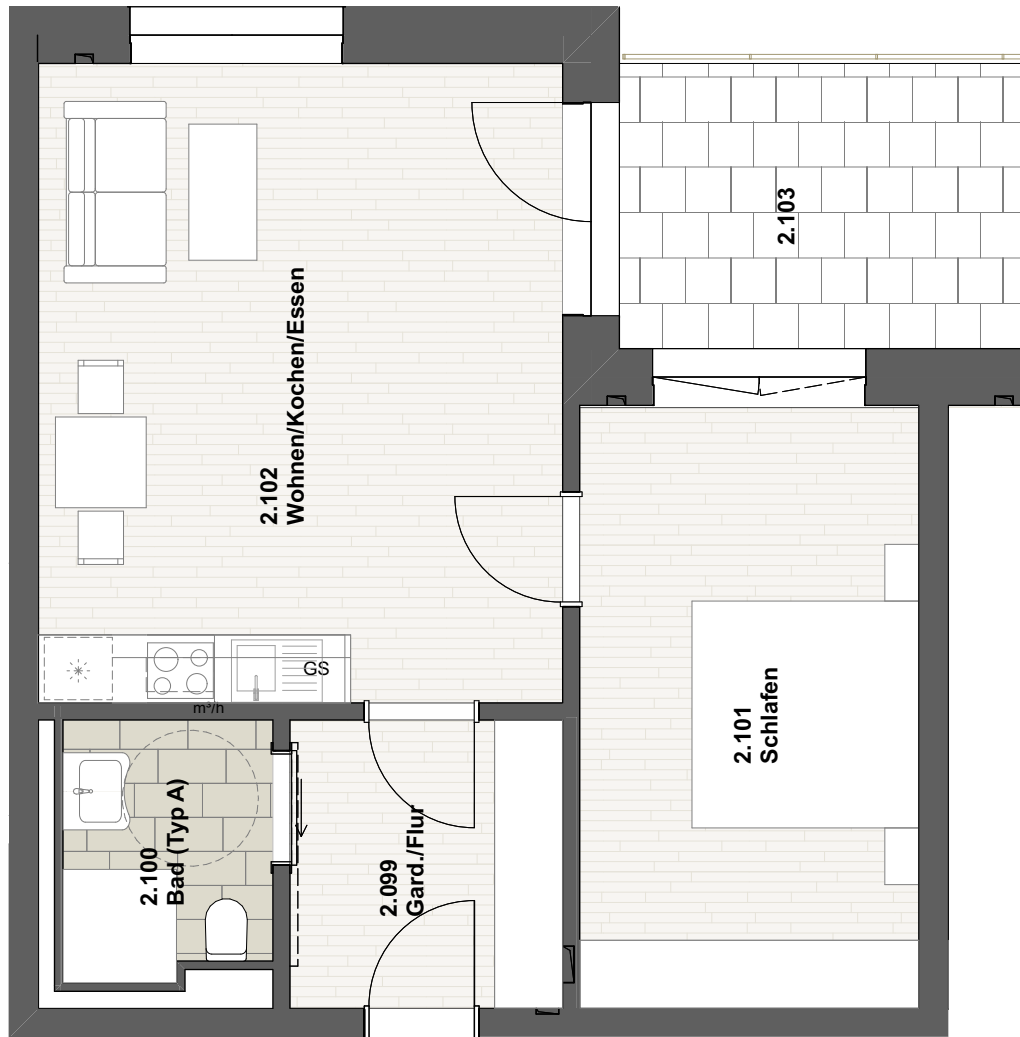 2.103
2.102
Wohnen/Kochen/Essen
GS
m³/h
2.101
Schlafen
2.100
Bad (Typ A)
2.099
Gard./Flur